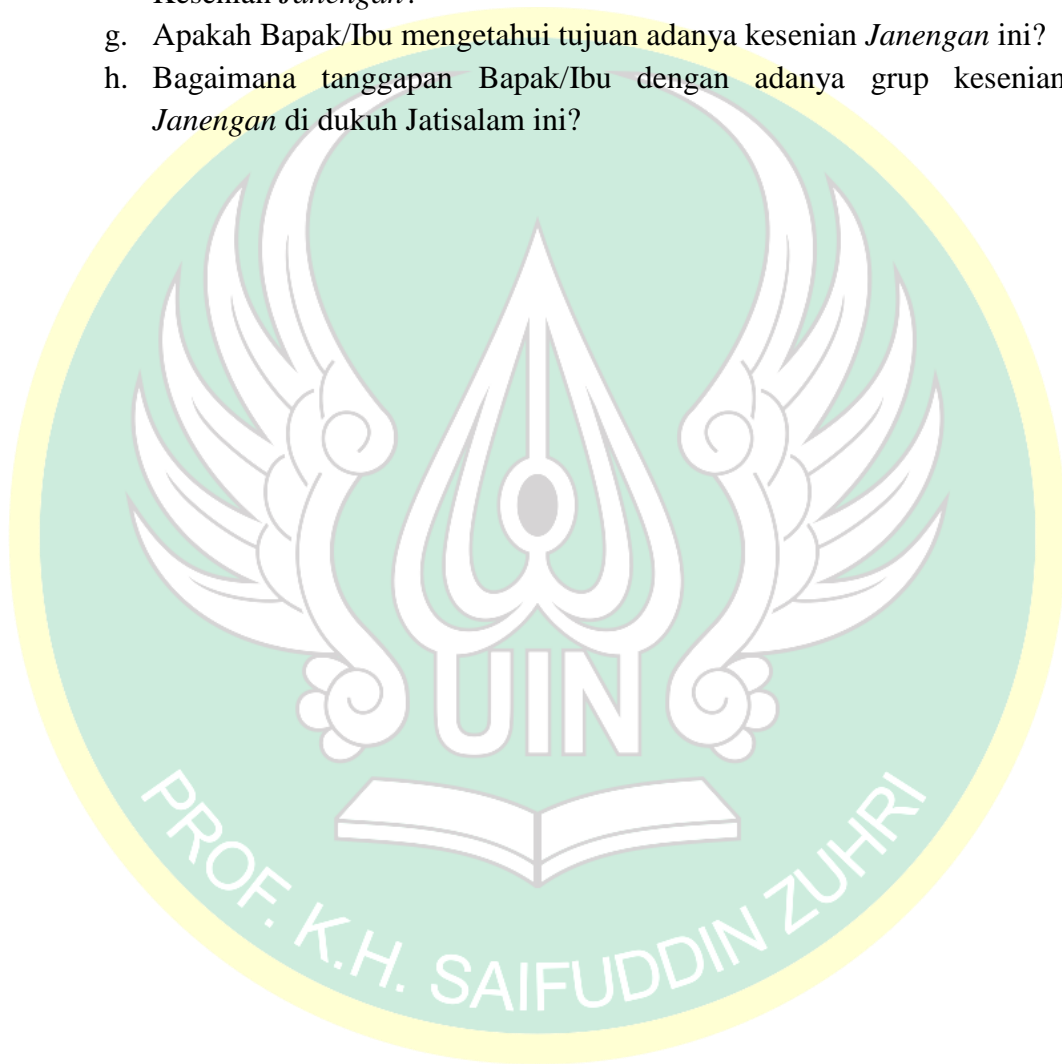 Kesenian Janengan?
g. Apakah Bapak/Ibu mengetahui tujuan adanya kesenian Janengan ini?
h. Bagaimana tanggapan Bapak/Ibu dengan adanya grup kesenian
Janengan di dukuh Jatisalam ini?
UIN
PROF. K.H. SAIFUDDIN ZUHRI